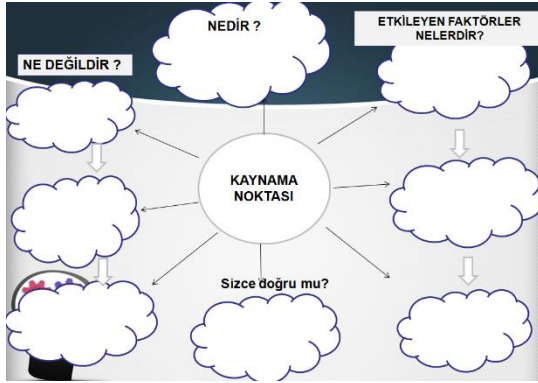 NEDİR ?
ETKİLEYEN FAKTÖRLER
NELERDİR?
NE DEĞİLDİR ?
KAYNAMA
NOKTASI
Sizce doğru mu?